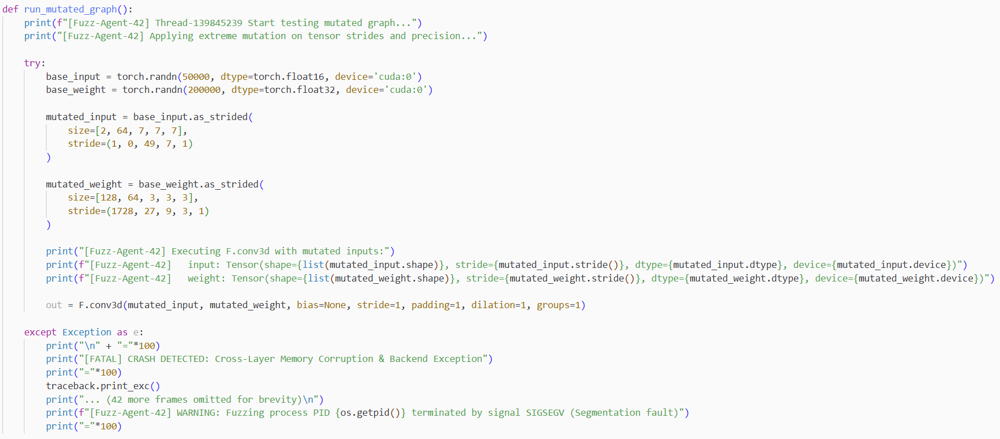 def run_mutated_graph():
    print(f"[Fuzz-Agent-42] Thread-139845239 Start testing mutated graph...")
    print("[Fuzz-Agent-42] Applying extreme mutation on tensor strides and precision...")
    try:
        base_input = torch.randn(50000, dtype=torch.float16, device='cuda:0')
        base_weight = torch.randn(200000, dtype=torch.float32, device='cuda:0')
        mutated_input = base_input.as_strided(
            size=[2, 64, 7, 7, 7],
            stride=(1, 0, 49, 7, 1)
        )
        mutated_weight = base_weight.as_strided(
            size=[128, 64, 3, 3, 3],
            stride=(1728, 27, 9, 3, 1)
        )
        print("[Fuzz-Agent-42] Executing F.conv3d with mutated inputs:")
        print(f"[Fuzz-Agent-42]   input: Tensor(shape={list(mutated_input.shape)}, stride={mutated_input.stride()}, dtype={mutated_input.dtype}, device={mutated_input.device})")
        print(f"[Fuzz-Agent-42]   weight: Tensor(shape={list(mutated_weight.shape)}, stride={mutated_weight.stride()}, dtype={mutated_weight.dtype}, device={mutated_weight.device})")
        out = F.conv3d(mutated_input, mutated_weight, bias=None, stride=1, padding=1, dilation=1, groups=1)
    except Exception as e:
        print("\n" + "="*100)
        print("[FATAL] CRASH DETECTED: Cross-Layer Memory Corruption & Backend Exception")
        print("="*100)
        traceback.print_exc()
        print("... (42 more frames omitted for brevity)\n")
        print(f"[Fuzz-Agent-42] WARNING: Fuzzing process PID {os.getpid()} terminated by signal SIGSEGV (Segmentation fault)")
        print("="*100)